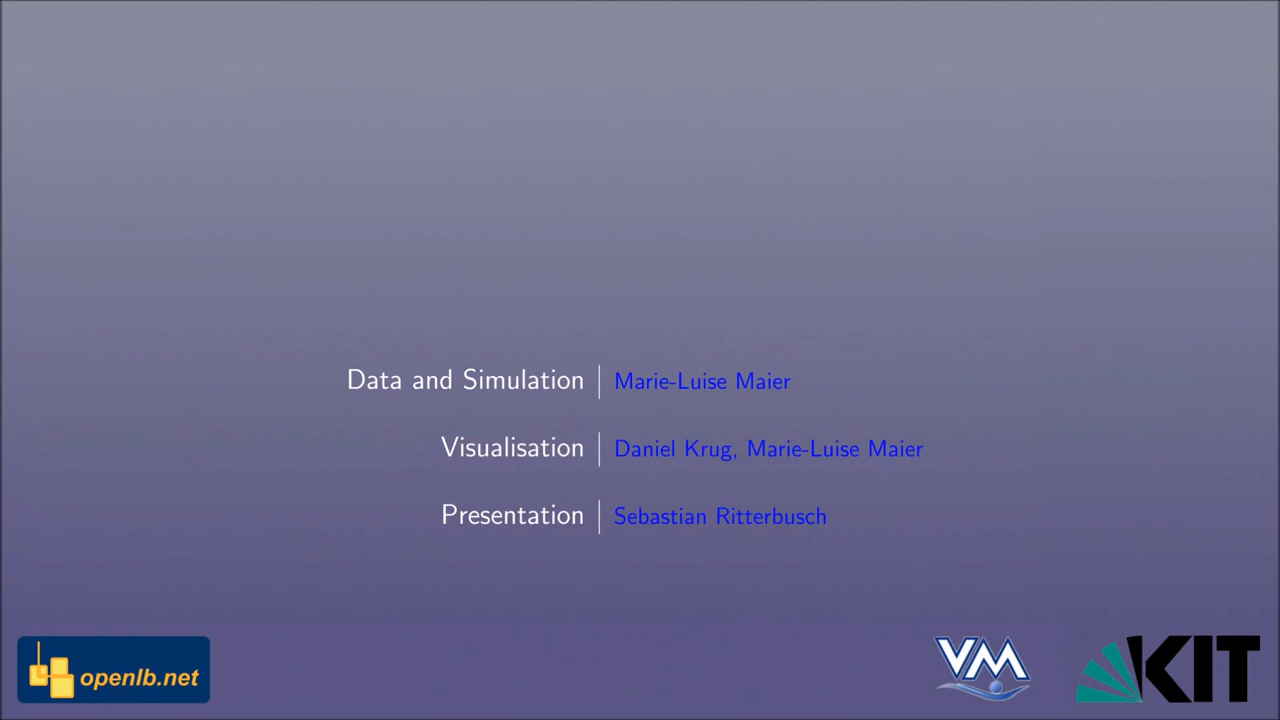 Data and Simulation | Marie-Luise Maier
Visualisation | Daniel Krug, Marie-Luise Maier
Presentation | Sebastian Ritterbusch
openlb.net
VM
KIT